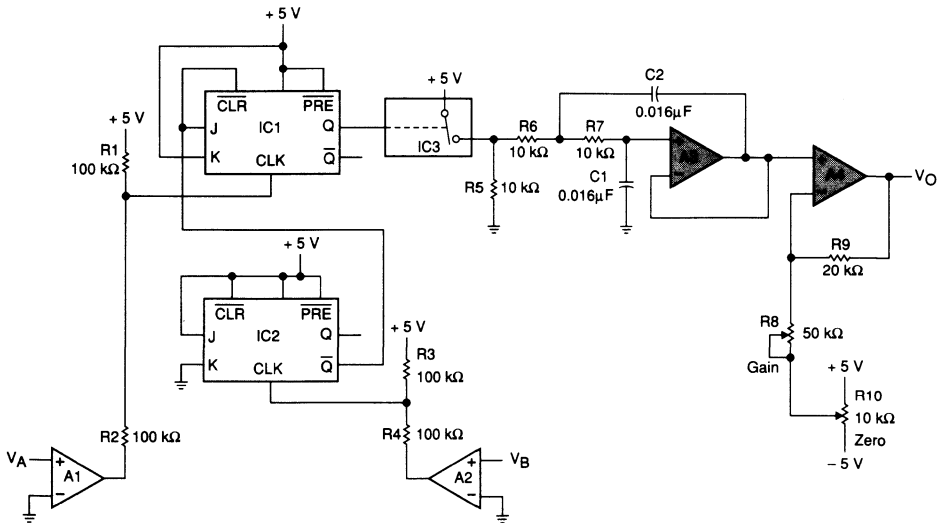 + 5 V
CLR PRE
J IC1 Q
K CLK Q
+ 5 V
R1
100 kΩ
+ 5 V
IC3
C2
0.016μF
R6
10 kΩ
R7
10 kΩ
R5 10 kΩ
C1
0.016μF
A3
A4
+
−
+
−
V_O
R9
20 kΩ
R8
50 kΩ
Gain
+ 5 V
R10
10 kΩ
Zero
− 5 V
+ 5 V
CLR PRE
J IC2 Q
K CLK Q
+ 5 V
R3
100 kΩ
R2 100 kΩ
R4 100 kΩ
V_A + A1 −
A2 + − V_B